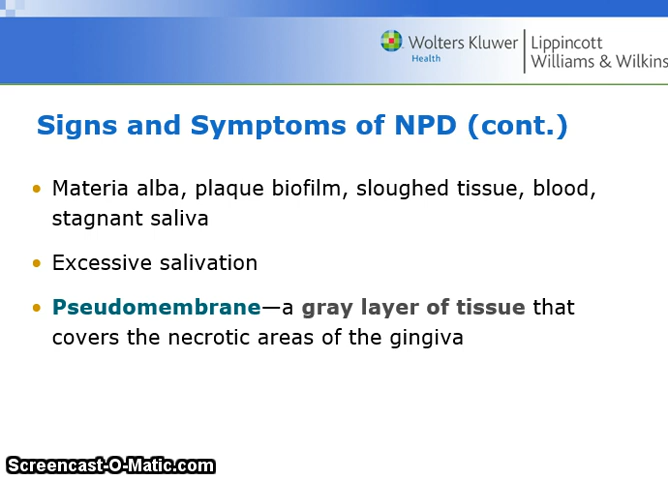 Wolters Kluwer
Health
Lippincott
Williams & Wilkins
Signs and Symptoms of NPD (cont.)
• Materia alba, plaque biofilm, sloughed tissue, blood,
stagnant saliva
• Excessive salivation
• Pseudomembrane—a gray layer of tissue that
covers the necrotic areas of the gingiva
Screencast-O-Matic.com